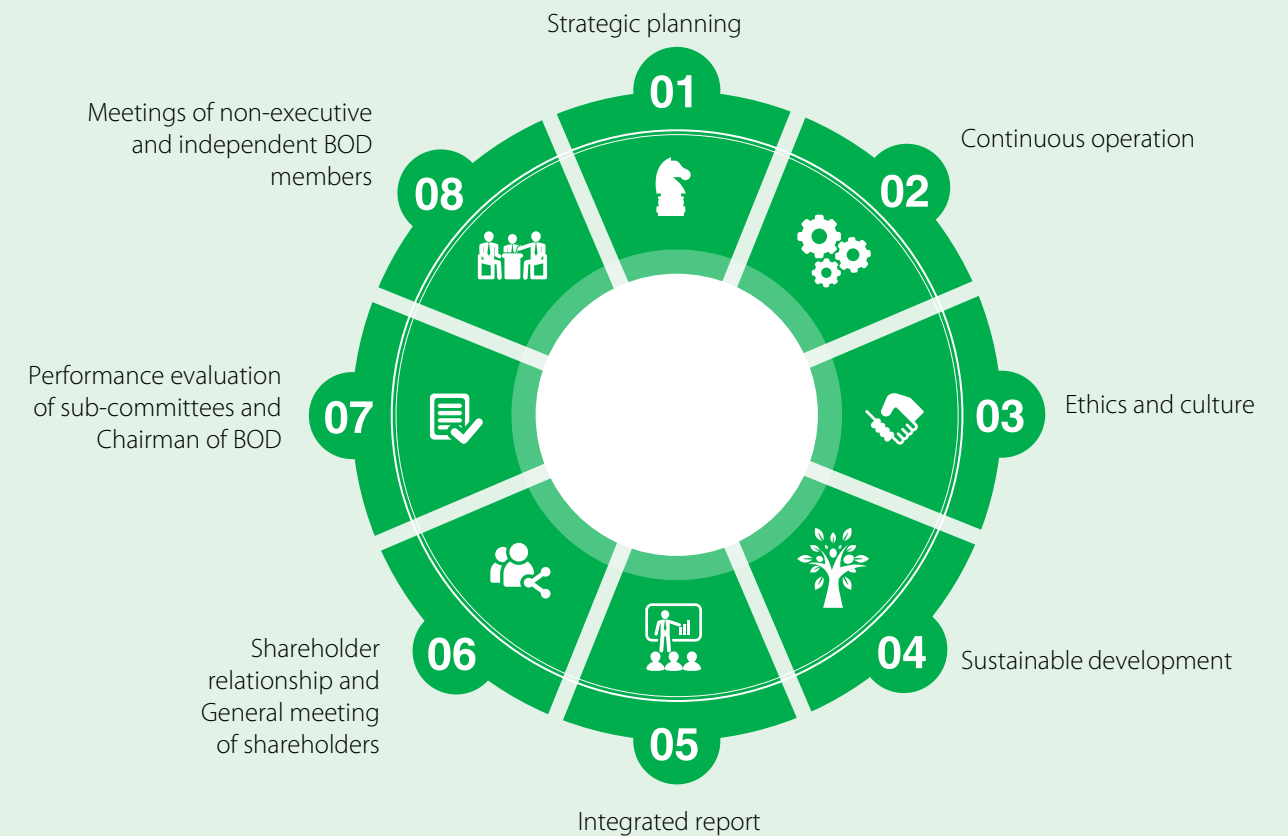 Strategic planning
01
Continuous operation
02
Ethics and culture
03
Sustainable development
04
Integrated report
05
Shareholder
relationship and
General meeting
of shareholders
06
Performance evaluation
of sub-committees and
Chairman of BOD
07
Meetings of non-executive
and independent BOD
members
08